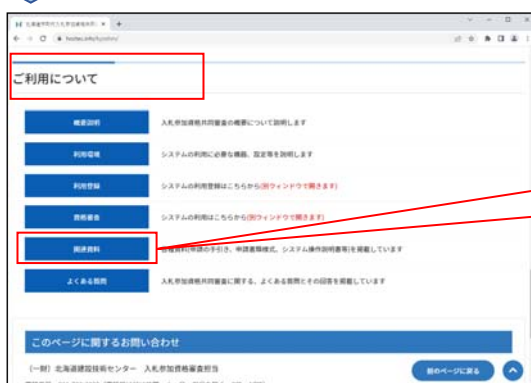 ご利用について
概要説明
入札参加資格共同審査の概要について説明します
利用環境
システムの利用に必要な機器、設定等を説明します
利用登録
システムの利用登録はこちらから(別ウィンドウで開きます)
資格審査
システムの利用はこちらから(別ウィンドウで開きます)
関連資料
各種資料(申請の手引き、申請書類様式、システム操作説明書等)を掲載しています
よくある質問
入札参加資格共同審査に関する、よくある質問とその回答を掲載しています
このページに関するお問い合わせ
(一財) 北海道建設技術センター 入札参加資格審査担当
前のページに戻る